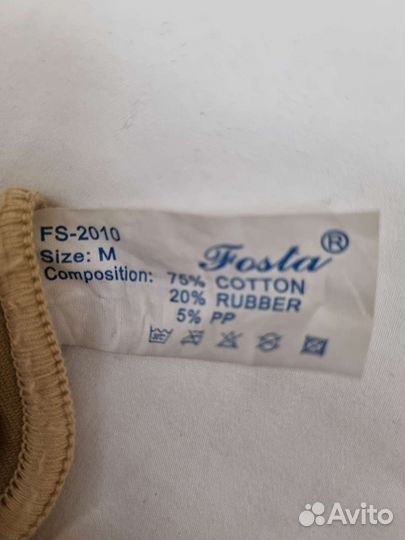 FS-2010
Fosta®
Size: M
Composition: 75% COTTON
20% RUBBER
5% PP
Avito